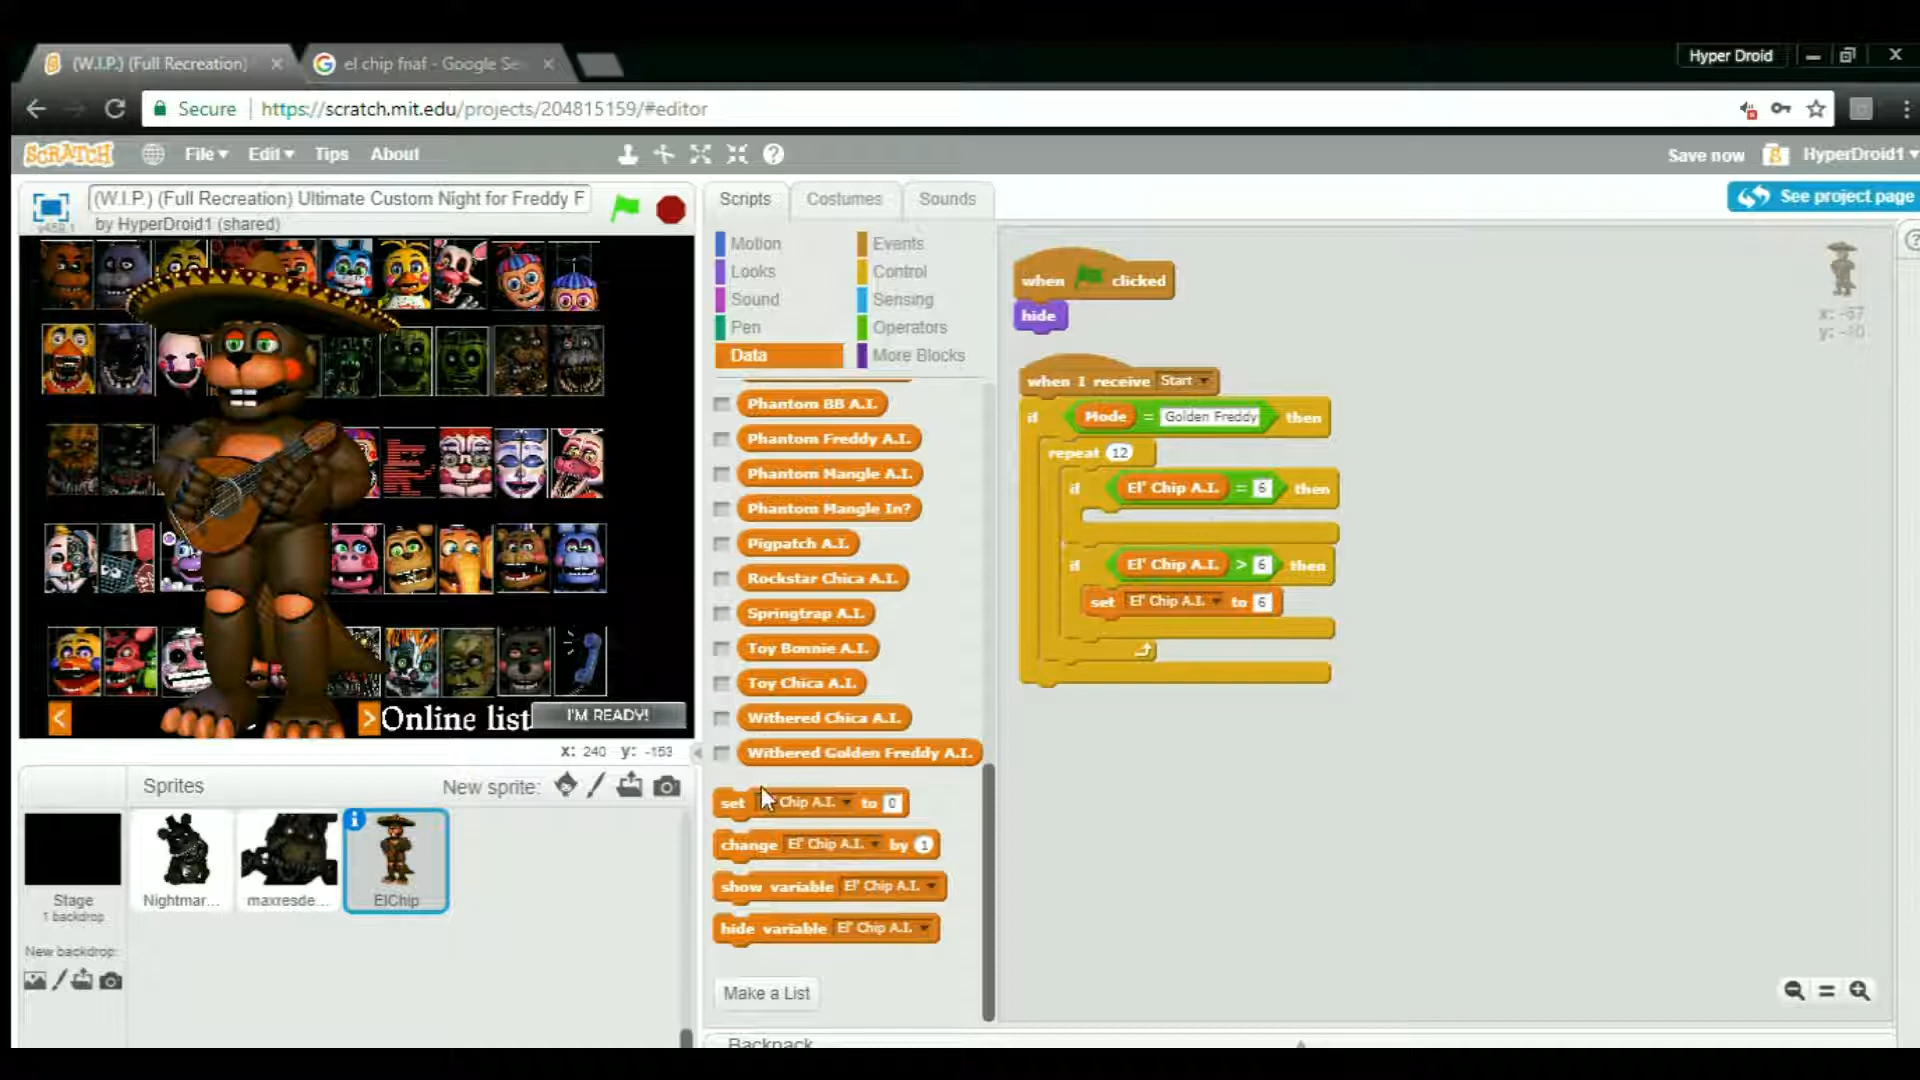 Hyper Droid
(W.I.P.) (Full Recreation)
el chip fnaf - Google Se
Secure
https://scratch.mit.edu/projects/204815159/#editor
SCRATCH
File
Edit
Tips
About
Save now
HyperDroid1
(W.I.P.) (Full Recreation) Ultimate Custom Night for Freddy F
by HyperDroid1 (shared)
v459.1
Scripts
Costumes
Sounds
See project page
Motion
Events
Looks
Control
Sound
Sensing
Pen
Operators
Data
More Blocks
Phantom BB A.I.
Phantom Freddy A.I.
Phantom Mangle A.I.
Phantom Mangle In?
Pigpatch A.I.
Rockstar Chica A.I.
Springtrap A.I.
Toy Bonnie A.I.
Toy Chica A.I.
Withered Chica A.I.
Withered Golden Freddy A.I.
set Chip A.I. to 0
change El' Chip A.I. by 1
show variable El' Chip A.I.
hide variable El' Chip A.I.
Make a List
when clicked
hide
when I receive Start
if Mode = Golden Freddy then
repeat 12
if El' Chip A.I. = 6 then
if El' Chip A.I. > 6 then
set El' Chip A.I. to 6
x: -67
y: -10
< > Online list
I'M READY!
x: 240 y: -153
Sprites
New sprite:
Stage
1 backdrop
New backdrop:
Nightmar...
maxresde...
ElChip
Backpack